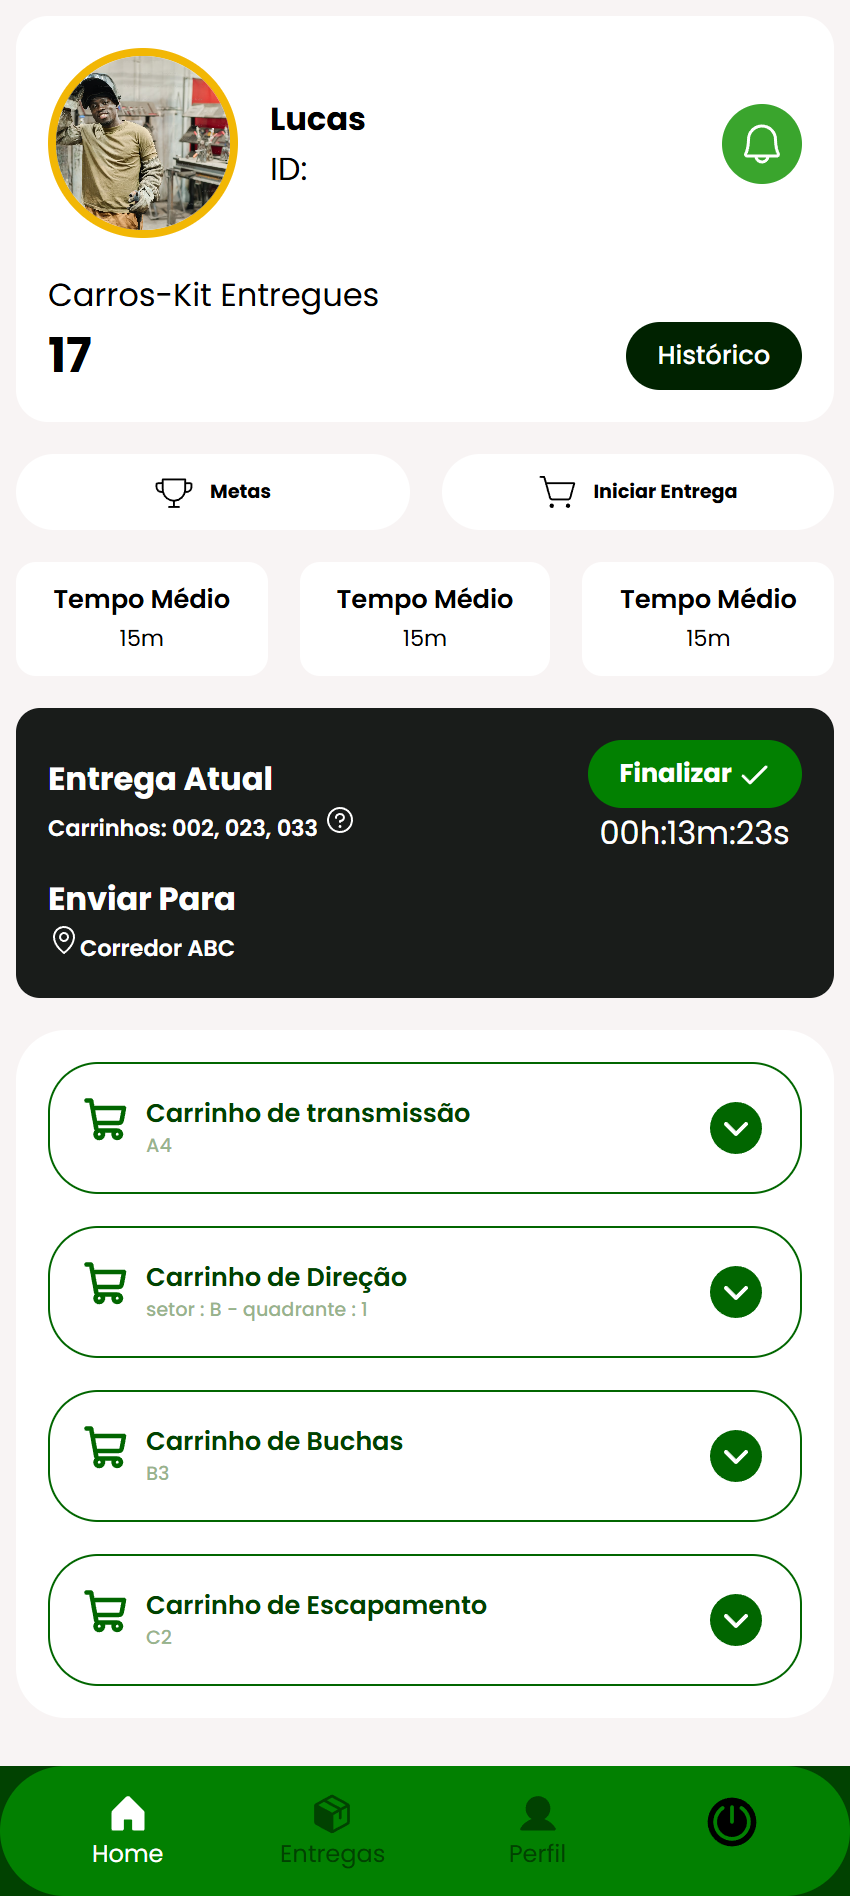 Lucas
ID:
Carros-Kit Entregues
17
Histórico
Metas
Iniciar Entrega
Tempo Médio
15m
Tempo Médio
15m
Tempo Médio
15m
Entrega Atual
Finalizar
Carrinhos: 002, 023, 033
00h:13m:23s
Enviar Para
Corredor ABC
Carrinho de transmissão
A4
Carrinho de Direção
setor : B - quadrante : 1
Carrinho de Buchas
B3
Carrinho de Escapamento
C2
Home
Entregas
Perfil